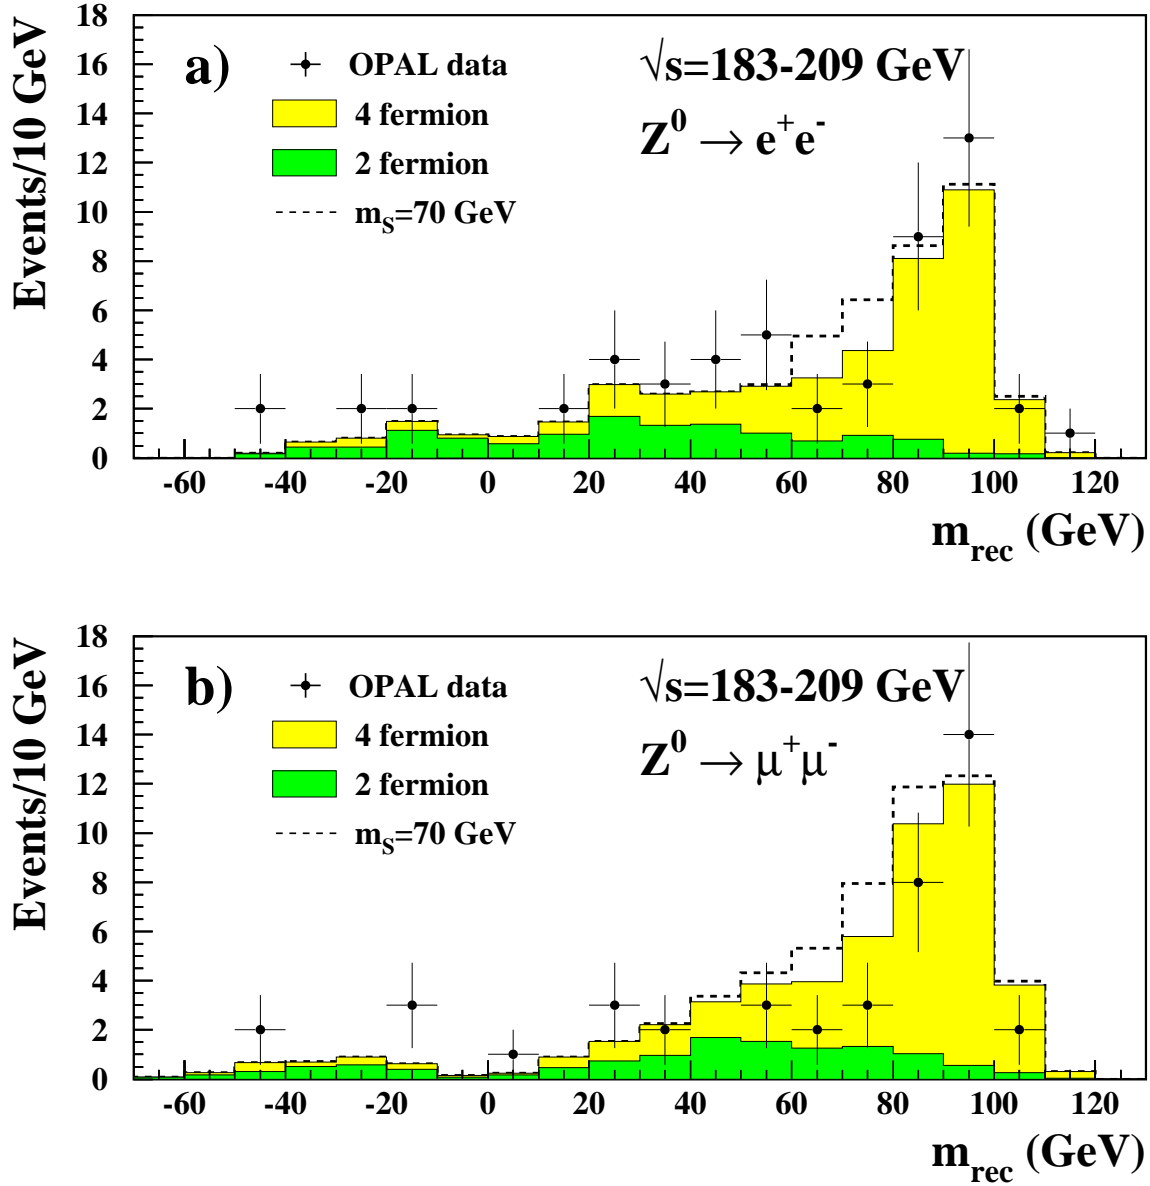 Events/10 GeV
18
16
14
12
10
8
6
4
2
0
a)
OPAL data
4 fermion
2 fermion
m_S=70 GeV
√s=183-209 GeV
Z⁰ → e⁺e⁻
-60 -40 -20 0 20 40 60 80 100 120
m_rec (GeV)
Events/10 GeV
18
16
14
12
10
8
6
4
2
0
b)
OPAL data
4 fermion
2 fermion
m_S=70 GeV
√s=183-209 GeV
Z⁰ → μ⁺μ⁻
-60 -40 -20 0 20 40 60 80 100 120
m_rec (GeV)